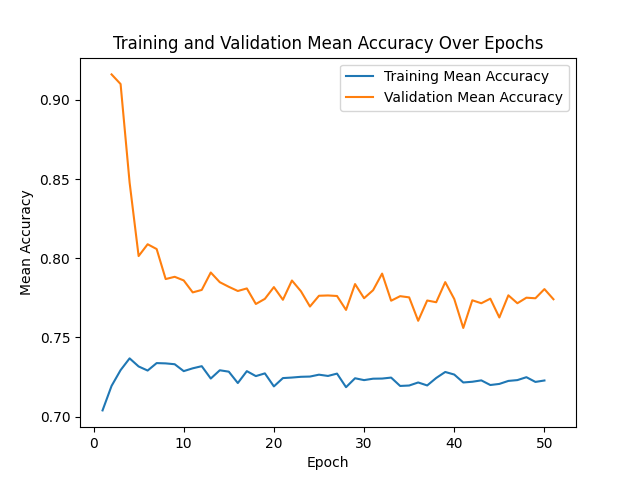 Training and Validation Mean Accuracy Over Epochs
Training Mean Accuracy
Validation Mean Accuracy
Mean Accuracy
0.90
0.85
0.80
0.75
0.70
0
10
20
30
40
50
Epoch